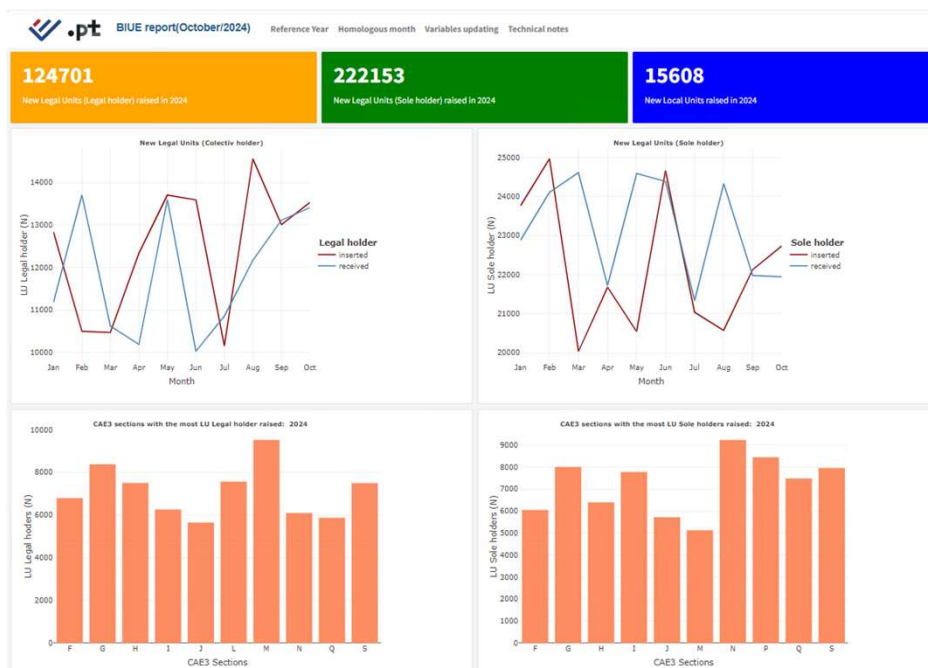 .pt BIUE report(October/2024) Reference Year Homologous month Variables updating Technical notes
124701
New Legal Units (Legal holder) raised in 2024
222153
New Legal Units (Sole holder) raised in 2024
15608
New Local Units raised in 2024
New Legal Units (Colectiv holder)
LU Legal holder (N)
14000
13000
12000
11000
10000
Jan Feb Mar Apr May Jun Jul Aug Sep Oct
Month
Legal holder
inserted
received
New Legal Units (Sole holder)
LU Sole holder (N)
25000
24000
23000
22000
21000
20000
Jan Feb Mar Apr May Jun Jul Aug Sep Oct
Month
Sole holder
inserted
received
CAE3 sections with the most LU Legal holder raised: 2024
LU Legal hoders (N)
10000
8000
6000
4000
2000
0
F G H I J L M N Q S
CAE3 Sections
CAE3 sections with the most LU Sole holders raised: 2024
LU Sole holders (N)
9000
8000
7000
6000
5000
4000
3000
2000
1000
0
F G H I J M N P Q S
CAE3 Sections